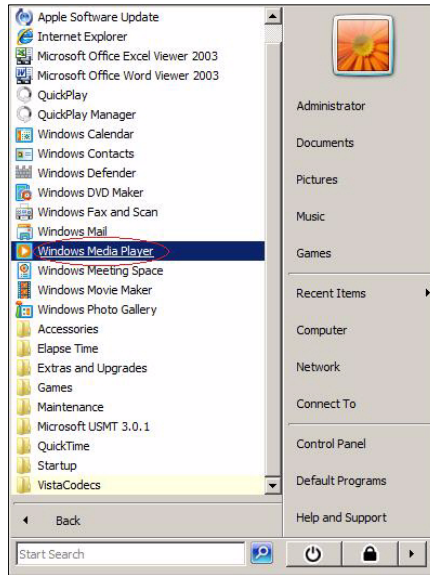 Apple Software Update
Internet Explorer
Microsoft Office Excel Viewer 2003
Microsoft Office Word Viewer 2003
QuickPlay
QuickPlay Manager
Windows Calendar
Windows Contacts
Windows Defender
Windows DVD Maker
Windows Fax and Scan
Windows Mail
Windows Media Player
Windows Meeting Space
Windows Movie Maker
Windows Photo Gallery
Accessories
Elapse Time
Extras and Upgrades
Games
Maintenance
Microsoft USMT 3.0.1
QuickTime
Startup
VistaCodecs
Back
Start Search
Administrator
Documents
Pictures
Music
Games
Recent Items
Computer
Network
Connect To
Control Panel
Default Programs
Help and Support